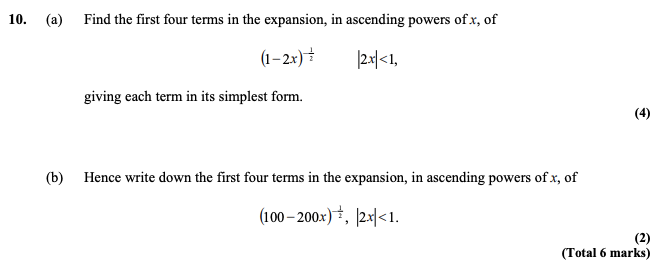 10. (a) Find the first four terms in the expansion, in ascending powers of x, of
(1 – 2x)^{-\frac{1}{2}} |2x| < 1,
giving each term in its simplest form.
(4)
(b) Hence write down the first four terms in the expansion, in ascending powers of x, of
(100 – 200x)^{-\frac{1}{2}}, |2x| < 1.
(2)
(Total 6 marks)